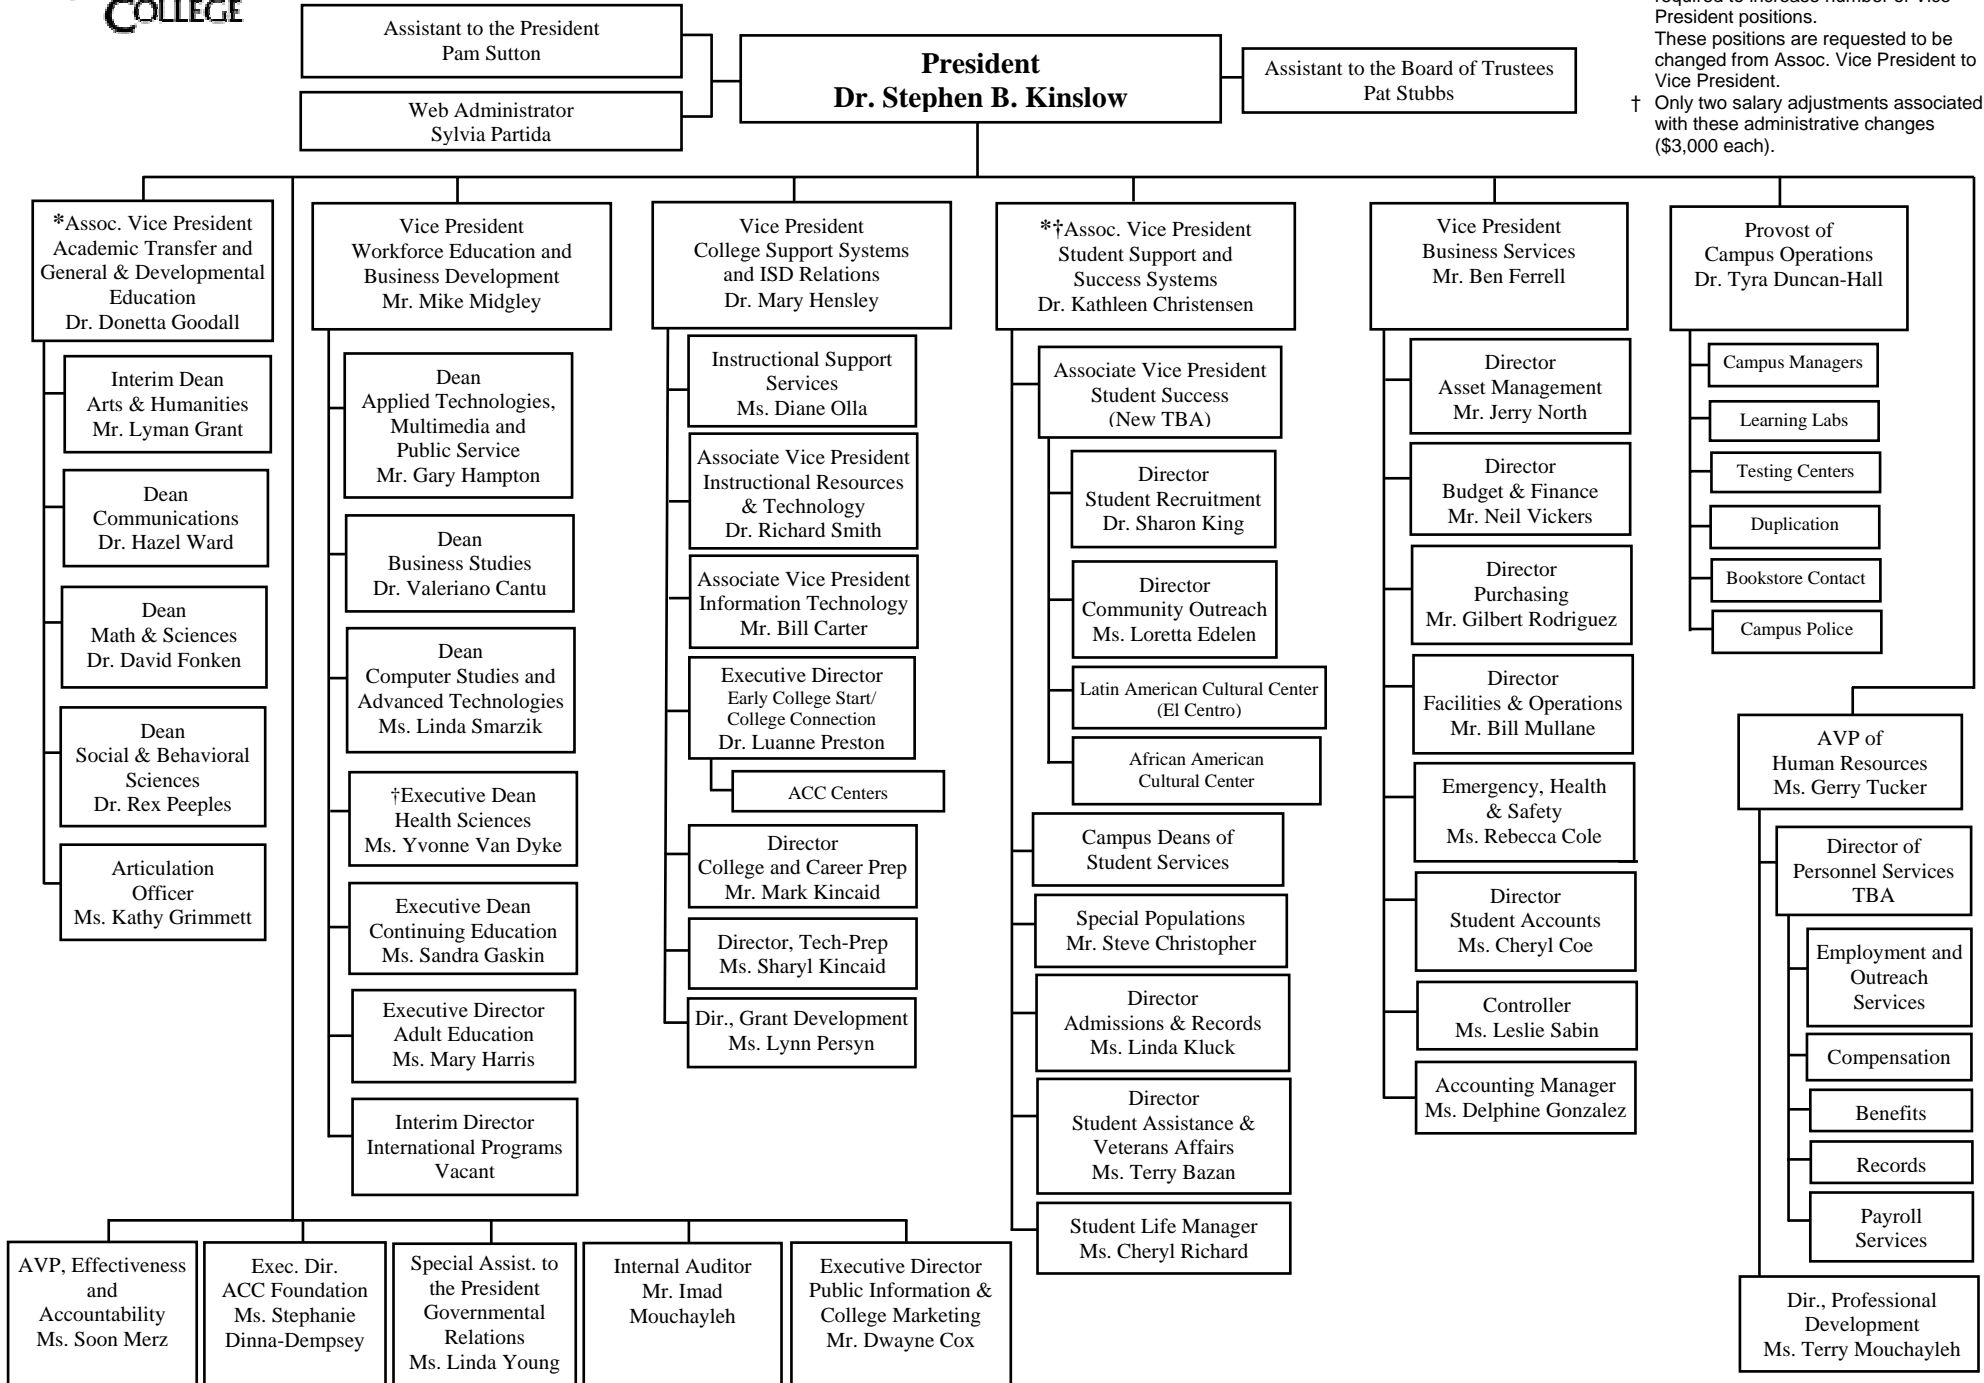 COLLEGE
Assistant to the President
Pam Sutton
Web Administrator
Sylvia Partida
President
Dr. Stephen B. Kinslow
Assistant to the Board of Trustees
Pat Stubbs
President positions.
These positions are requested to be
changed from Assoc. Vice President to
Vice President.
† Only two salary adjustments associated
with these administrative changes
($3,000 each).
*Assoc. Vice President
Academic Transfer and
General & Developmental
Education
Dr. Donetta Goodall
Interim Dean
Arts & Humanities
Mr. Lyman Grant
Dean
Communications
Dr. Hazel Ward
Dean
Math & Sciences
Dr. David Fonken
Dean
Social & Behavioral
Sciences
Dr. Rex Peeples
Articulation
Officer
Ms. Kathy Grimmett
Vice President
Workforce Education and
Business Development
Mr. Mike Midgley
Dean
Applied Technologies,
Multimedia and
Public Service
Mr. Gary Hampton
Dean
Business Studies
Dr. Valeriano Cantu
Dean
Computer Studies and
Advanced Technologies
Ms. Linda Smarzik
†Executive Dean
Health Sciences
Ms. Yvonne Van Dyke
Executive Dean
Continuing Education
Ms. Sandra Gaskin
Executive Director
Adult Education
Ms. Mary Harris
Interim Director
International Programs
Vacant
Vice President
College Support Systems
and ISD Relations
Dr. Mary Hensley
Instructional Support
Services
Ms. Diane Olla
Associate Vice President
Instructional Resources
& Technology
Dr. Richard Smith
Associate Vice President
Information Technology
Mr. Bill Carter
Executive Director
Early College Start/
College Connection
Dr. Luanne Preston
ACC Centers
Director
College and Career Prep
Mr. Mark Kincaid
Director, Tech-Prep
Ms. Sharyl Kincaid
Dir., Grant Development
Ms. Lynn Persyn
*†Assoc. Vice President
Student Support and
Success Systems
Dr. Kathleen Christensen
Associate Vice President
Student Success
(New TBA)
Director
Student Recruitment
Dr. Sharon King
Director
Community Outreach
Ms. Loretta Edelen
Latin American Cultural Center
(El Centro)
African American
Cultural Center
Campus Deans of
Student Services
Special Populations
Mr. Steve Christopher
Director
Admissions & Records
Ms. Linda Kluck
Director
Student Assistance &
Veterans Affairs
Ms. Terry Bazan
Student Life Manager
Ms. Cheryl Richard
Vice President
Business Services
Mr. Ben Ferrell
Director
Asset Management
Mr. Jerry North
Director
Budget & Finance
Mr. Neil Vickers
Director
Purchasing
Mr. Gilbert Rodriguez
Director
Facilities & Operations
Mr. Bill Mullane
Emergency, Health
& Safety
Ms. Rebecca Cole
Director
Student Accounts
Ms. Cheryl Coe
Controller
Ms. Leslie Sabin
Accounting Manager
Ms. Delphine Gonzalez
Provost of
Campus Operations
Dr. Tyra Duncan-Hall
Campus Managers
Learning Labs
Testing Centers
Duplication
Bookstore Contact
Campus Police
AVP of
Human Resources
Ms. Gerry Tucker
Director of
Personnel Services
TBA
Employment and
Outreach
Services
Compensation
Benefits
Records
Payroll
Services
Dir., Professional
Development
Ms. Terry Mouchayleh
AVP, Effectiveness
and
Accountability
Ms. Soon Merz
Exec. Dir.
ACC Foundation
Ms. Stephanie
Dinna-Dempsey
Special Assist. to
the President
Governmental
Relations
Ms. Linda Young
Internal Auditor
Mr. Imad
Mouchayleh
Executive Director
Public Information &
College Marketing
Mr. Dwayne Cox